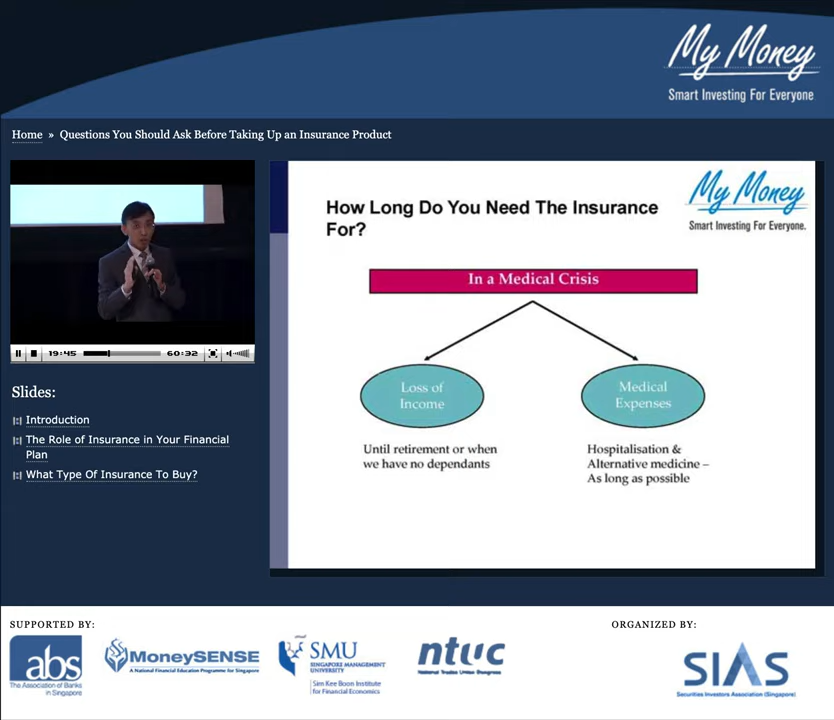 My Money
Smart Investing For Everyone
Home » Questions You Should Ask Before Taking Up an Insurance Product
19:45
60:32
Slides:
Introduction
The Role of Insurance in Your Financial
Plan
What Type Of Insurance To Buy?
My Money
Smart Investing For Everyone.
How Long Do You Need The Insurance
For?
In a Medical Crisis
Loss of
Income
Medical
Expenses
Until retirement or when
we have no dependants
Hospitalisation &
Alternative medicine –
As long as possible
SUPPORTED BY:
ORGANIZED BY:
abs
The Association of Banks
in Singapore
MoneySENSE
A National Financial Education Programme for Singapore
SMU
SINGAPORE MANAGEMENT
UNIVERSITY
Sim Kee Boon Institute
for Financial Economics
ntuc
National Trades Union Congress
SIAS
Securities Investors Association (Singapore)